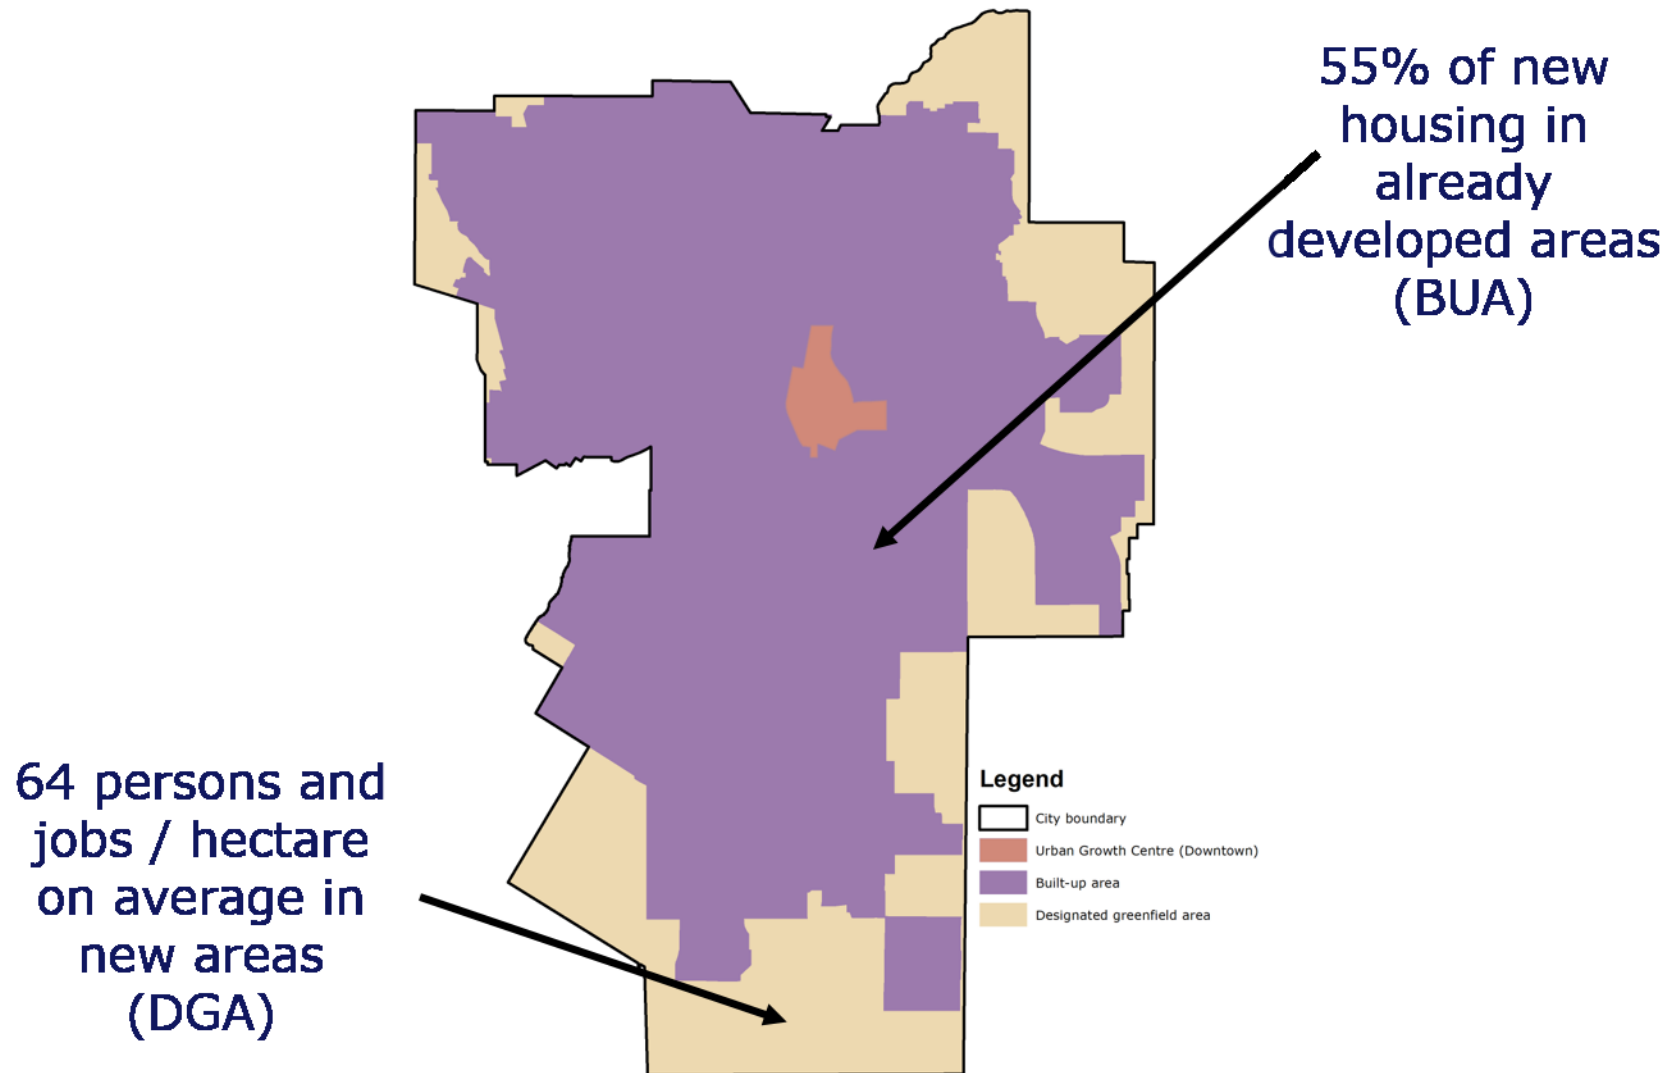 55% of new
housing in
already
developed areas
(BUA)
64 persons and
jobs / hectare
on average in
new areas
(DGA)
Legend
City boundary
Urban Growth Centre (Downtown)
Built-up area
Designated greenfield area